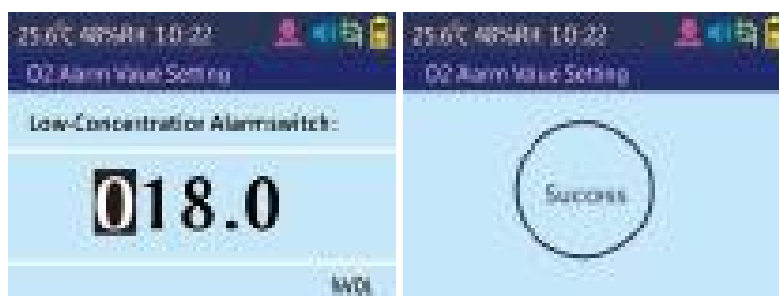 25.6℃ 48%RH 10:22
O2 Alarm Value Setting
Low-Concentration Alarmswitch:
018.0
%VOL
25.6℃ 48%RH 10:22
O2 Alarm Value Setting
Success